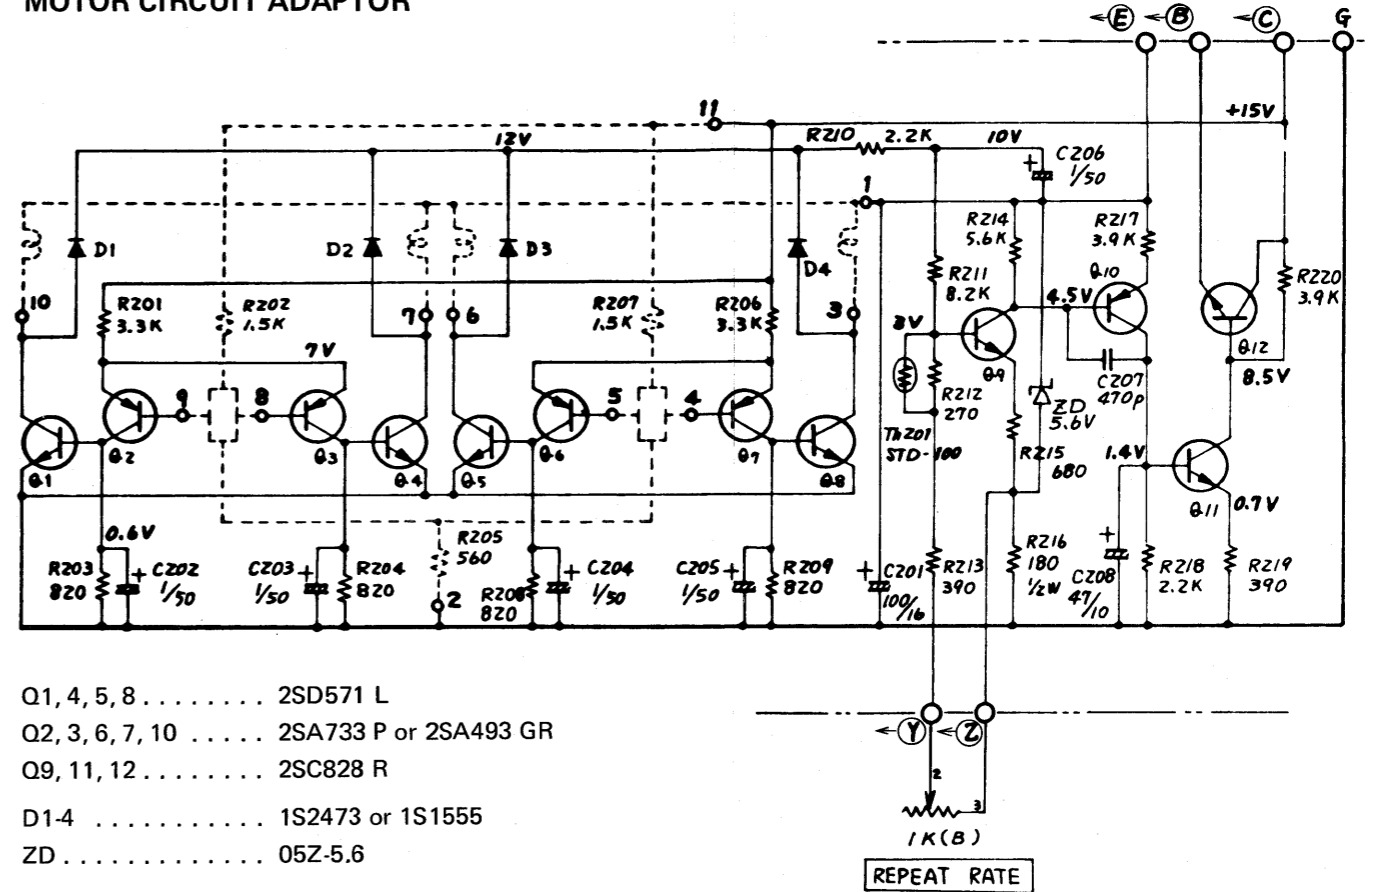 MOTOR CIRCUIT ADAPTOR
←Ⓔ ←Ⓑ ←Ⓒ G
11
+15V
12V
R210 2.2K
10V
C206
1/50
+
1
R214
5.6K
R217
3.9K
D1
D2
D3
D4
R211
8.2K
Q10
R220
3.9K
10
R201
3.3K
R202
1.5K
7
6
R207
1.5K
R206
3.3K
3
4.5V
3V
Q9
C207
470p
Q12
8.5V
7V
9
8
5
4
R212
270
ZD
5.6V
Th201
STD-100
R215
680
1.4V
Q1
Q2
Q3
Q4
Q5
Q6
Q7
Q8
Q11
0.7V
0.6V
R203
820
+
C202
1/50
C203
1/50
+
R204
820
R205
560
2
R208
820
+
C204
1/50
C205
1/50
+
R209
820
+
C201
100/16
R213
390
R216
180
1/2W
+
C208
47/10
R218
2.2K
R219
390
Q1, 4, 5, 8 . . . . . . . . 2SD571 L
Q2, 3, 6, 7, 10 . . . . . 2SA733 P or 2SA493 GR
Q9, 11, 12 . . . . . . . . 2SC828 R
D1-4 . . . . . . . . . . . 1S2473 or 1S1555
ZD . . . . . . . . . . . . . 05Z-5.6
←Ⓨ ←Ⓩ
2
3
1K(B)
REPEAT RATE